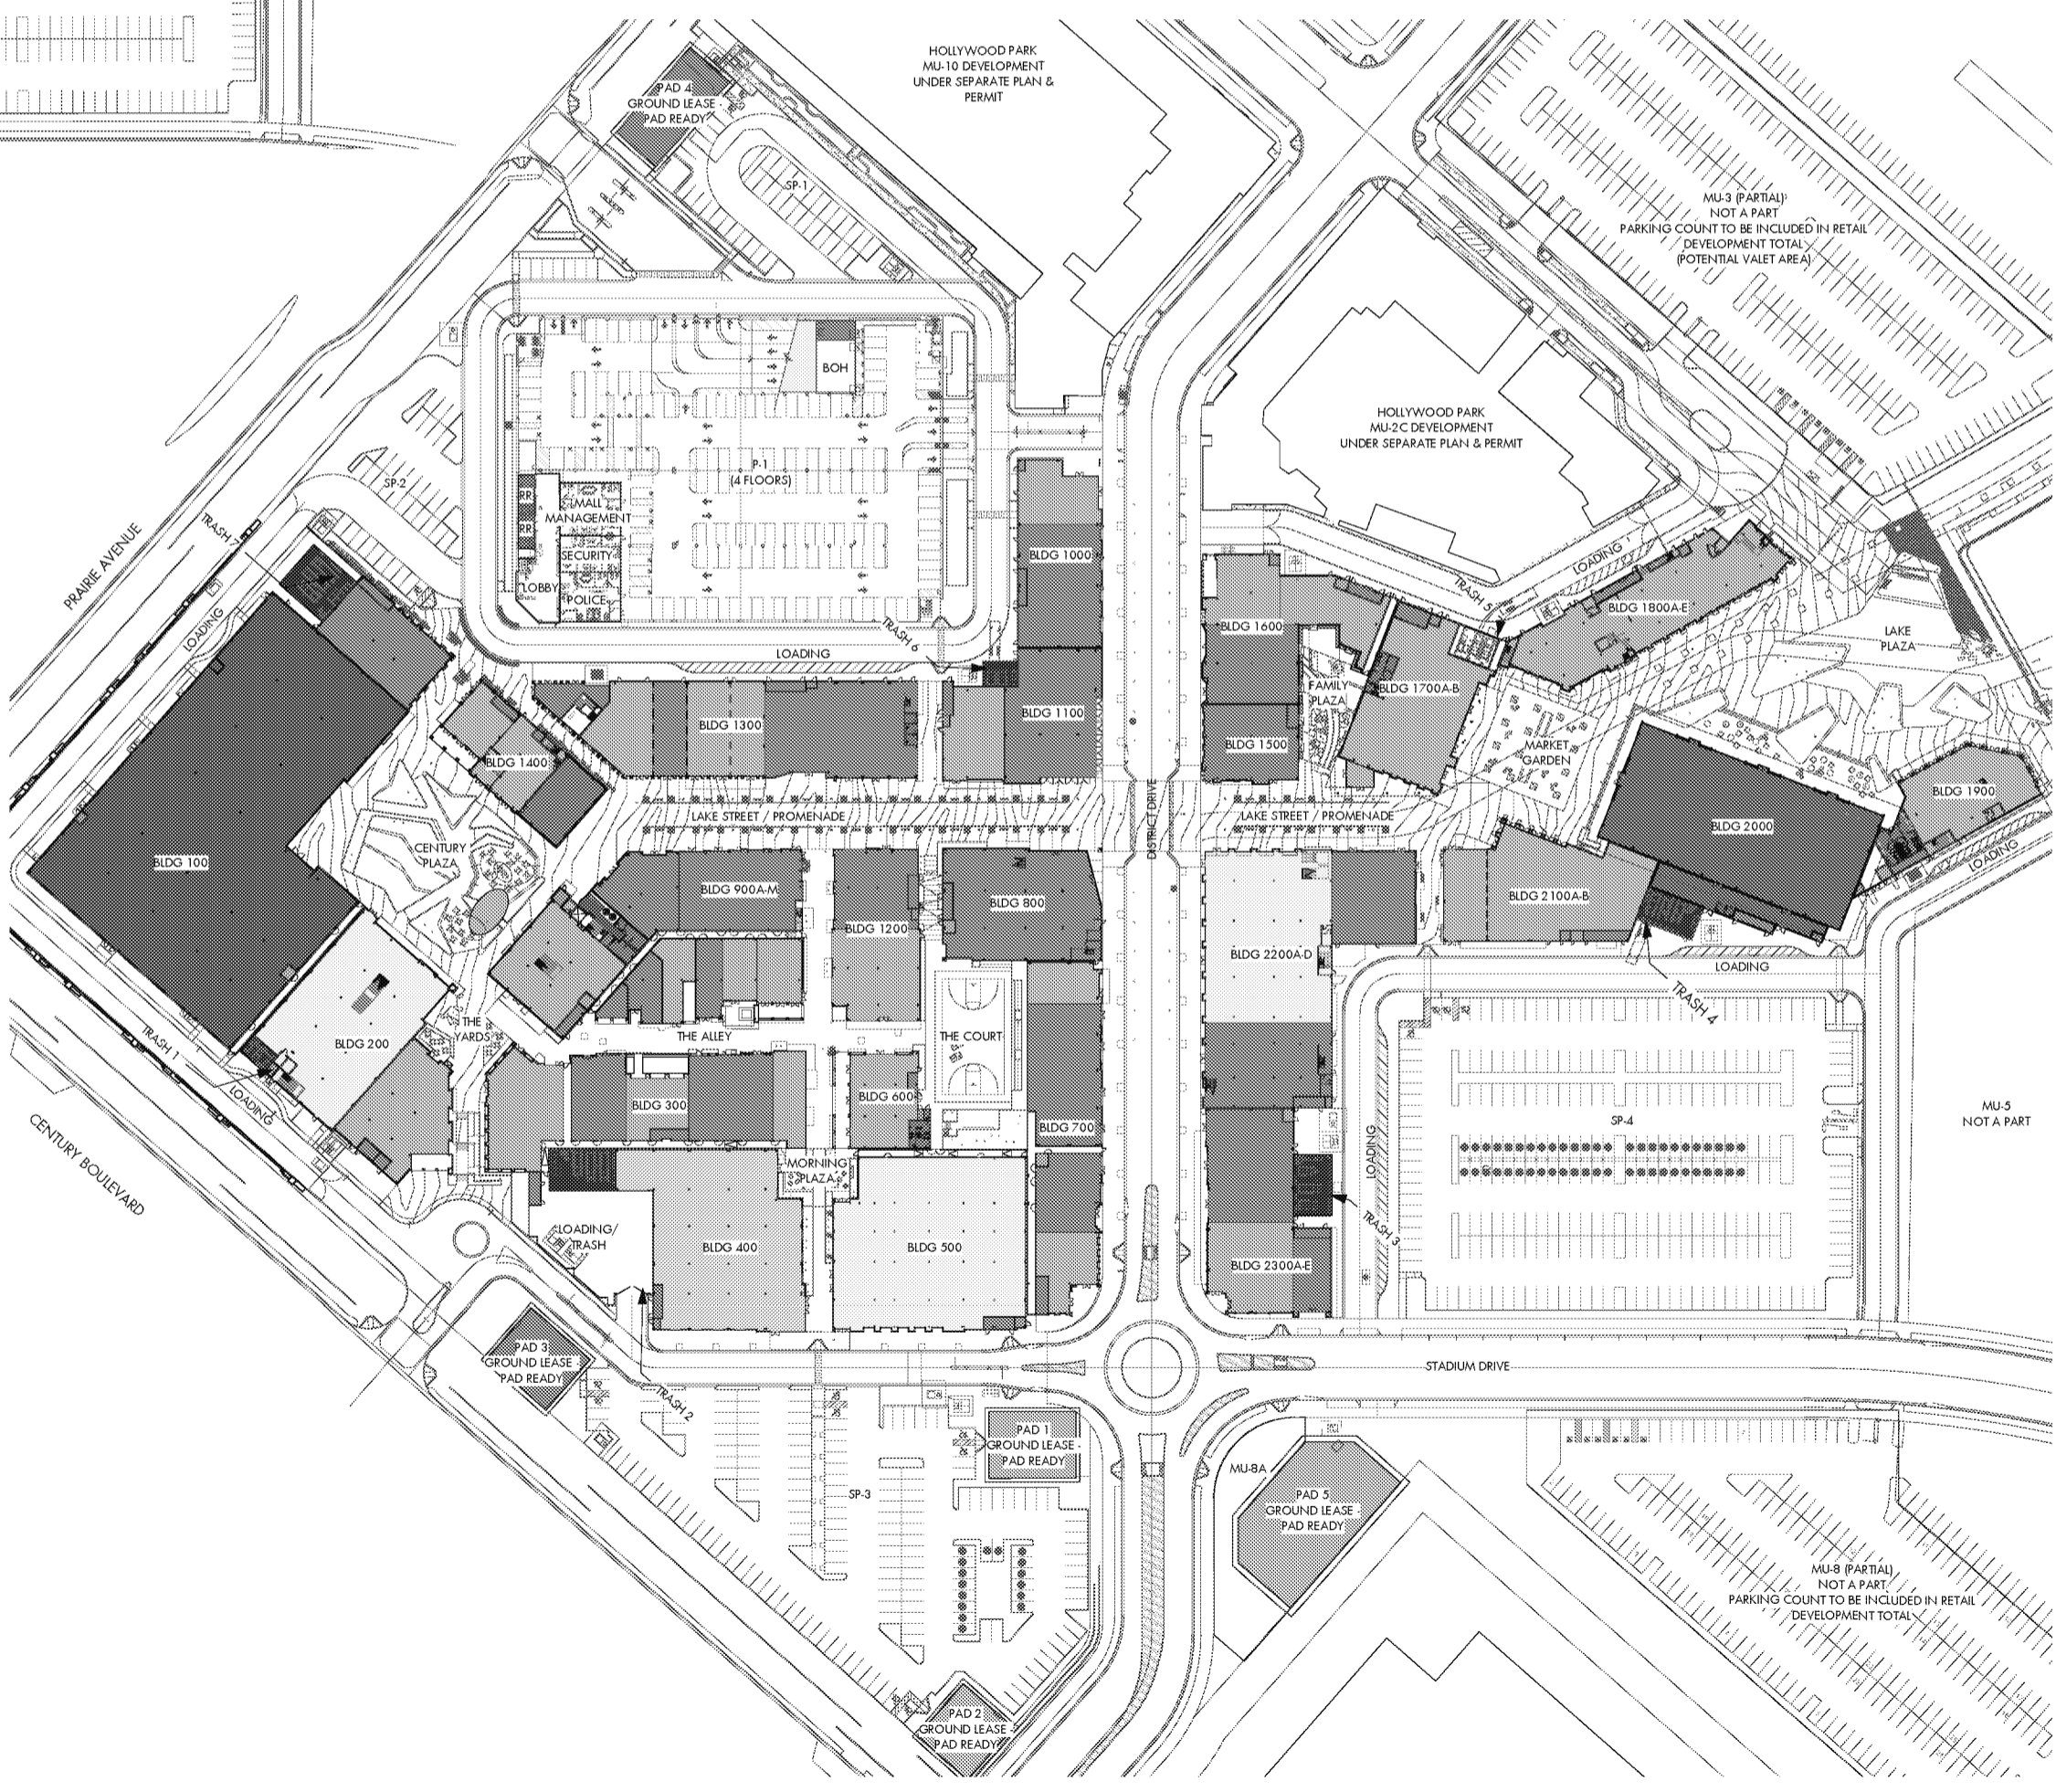 HOLLYWOOD PARK
MU-10 DEVELOPMENT
UNDER SEPARATE PLAN &
PERMIT
PAD 4
GROUND LEASE -
PAD READY
SP-1
MU-3 (PARTIAL)
NOT A PART
PARKING COUNT TO BE INCLUDED IN RETAIL
DEVELOPMENT TOTAL
(POTENTIAL VALET AREA)
BOH
HOLLYWOOD PARK
MU-2C DEVELOPMENT
UNDER SEPARATE PLAN & PERMIT
P-1
(4 FLOORS)
SP-2
RR
RR
MALL
MANAGEMENT
SECURITY
LOBBY
POLICE
PRAIRIE AVENUE
TRASH 7
LOADING
BLDG 1000
LOADING
TRASH 5
BLDG 1800A-E
BLDG 1600
LAKE
PLAZA
TRASH 6
LOADING
FAMILY
PLAZA
BLDG 1700A-B
BLDG 1100
BLDG 1300
BLDG 1500
MARKET
GARDEN
BLDG 1400
BLDG 1900
LAKE STREET / PROMENADE
DISTRICT DRIVE
LAKE STREET / PROMENADE
BLDG 2000
BLDG 100
CENTURY
PLAZA
LOADING
BLDG 900A-M
BLDG 800
BLDG 2100A-B
BLDG 1200
BLDG 2200A-D
LOADING
TRASH 4
THE
YARDS
THE ALLEY
THE COURT
BLDG 200
TRASH 1
LOADING
BLDG 300
BLDG 600
BLDG 700
SP-4
MU-5
NOT A PART
LOADING
CENTURY BOULEVARD
MORNING
PLAZA
TRASH 3
LOADING/
TRASH
BLDG 400
BLDG 500
BLDG 2300A-E
PAD 3
GROUND LEASE -
PAD READY
STADIUM DRIVE
TRASH 2
PAD 1
GROUND LEASE -
PAD READY
MU-8A
SP-3
PAD 5
GROUND LEASE -
PAD READY
MU-8 (PARTIAL)
NOT A PART
PARKING COUNT TO BE INCLUDED IN RETAIL
DEVELOPMENT TOTAL
PAD 2
GROUND LEASE -
PAD READY